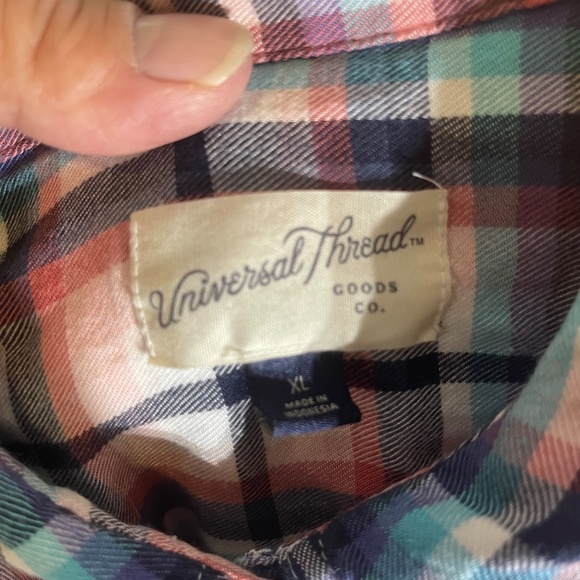 Universal Thread™
GOODS
CO.
XL
MADE IN
INDONESIA